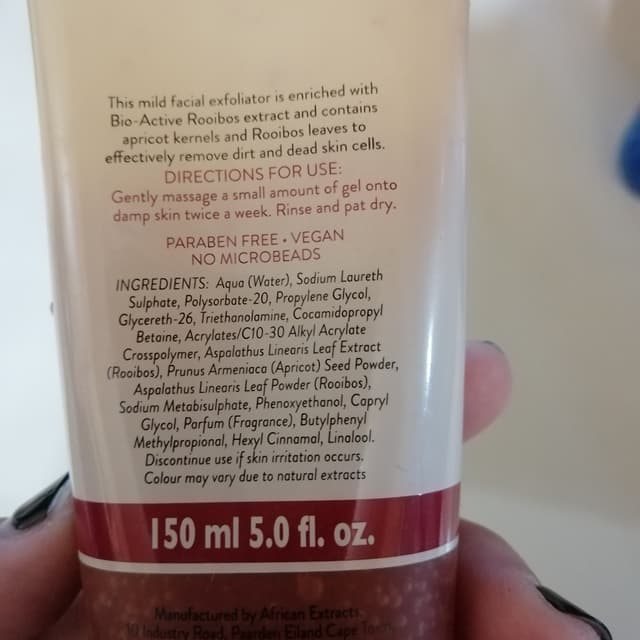 This mild facial exfoliator is enriched with
Bio-Active Rooibos extract and contains
apricot kernels and Rooibos leaves to
effectively remove dirt and dead skin cells.
DIRECTIONS FOR USE:
Gently massage a small amount of gel onto
damp skin twice a week. Rinse and pat dry.
PARABEN FREE • VEGAN
NO MICROBEADS
INGREDIENTS: Aqua (Water), Sodium Laureth
Sulphate, Polysorbate-20, Propylene Glycol,
Glycereth-26, Triethanolamine, Cocamidopropyl
Betaine, Acrylates/C10-30 Alkyl Acrylate
Crosspolymer, Aspalathus Linearis Leaf Extract
(Rooibos), Prunus Armeniaca (Apricot) Seed Powder,
Aspalathus Linearis Leaf Powder (Rooibos),
Sodium Metabisulphate, Phenoxyethanol, Capryl
Glycol, Parfum (Fragrance), Butylphenyl
Methylpropional, Hexyl Cinnamal, Linalool.
Discontinue use if skin irritation occurs.
Colour may vary due to natural extracts
150 ml 5.0 fl. oz.
Manufactured by African Extracts
Industry Road, Paarden Eiland Cape